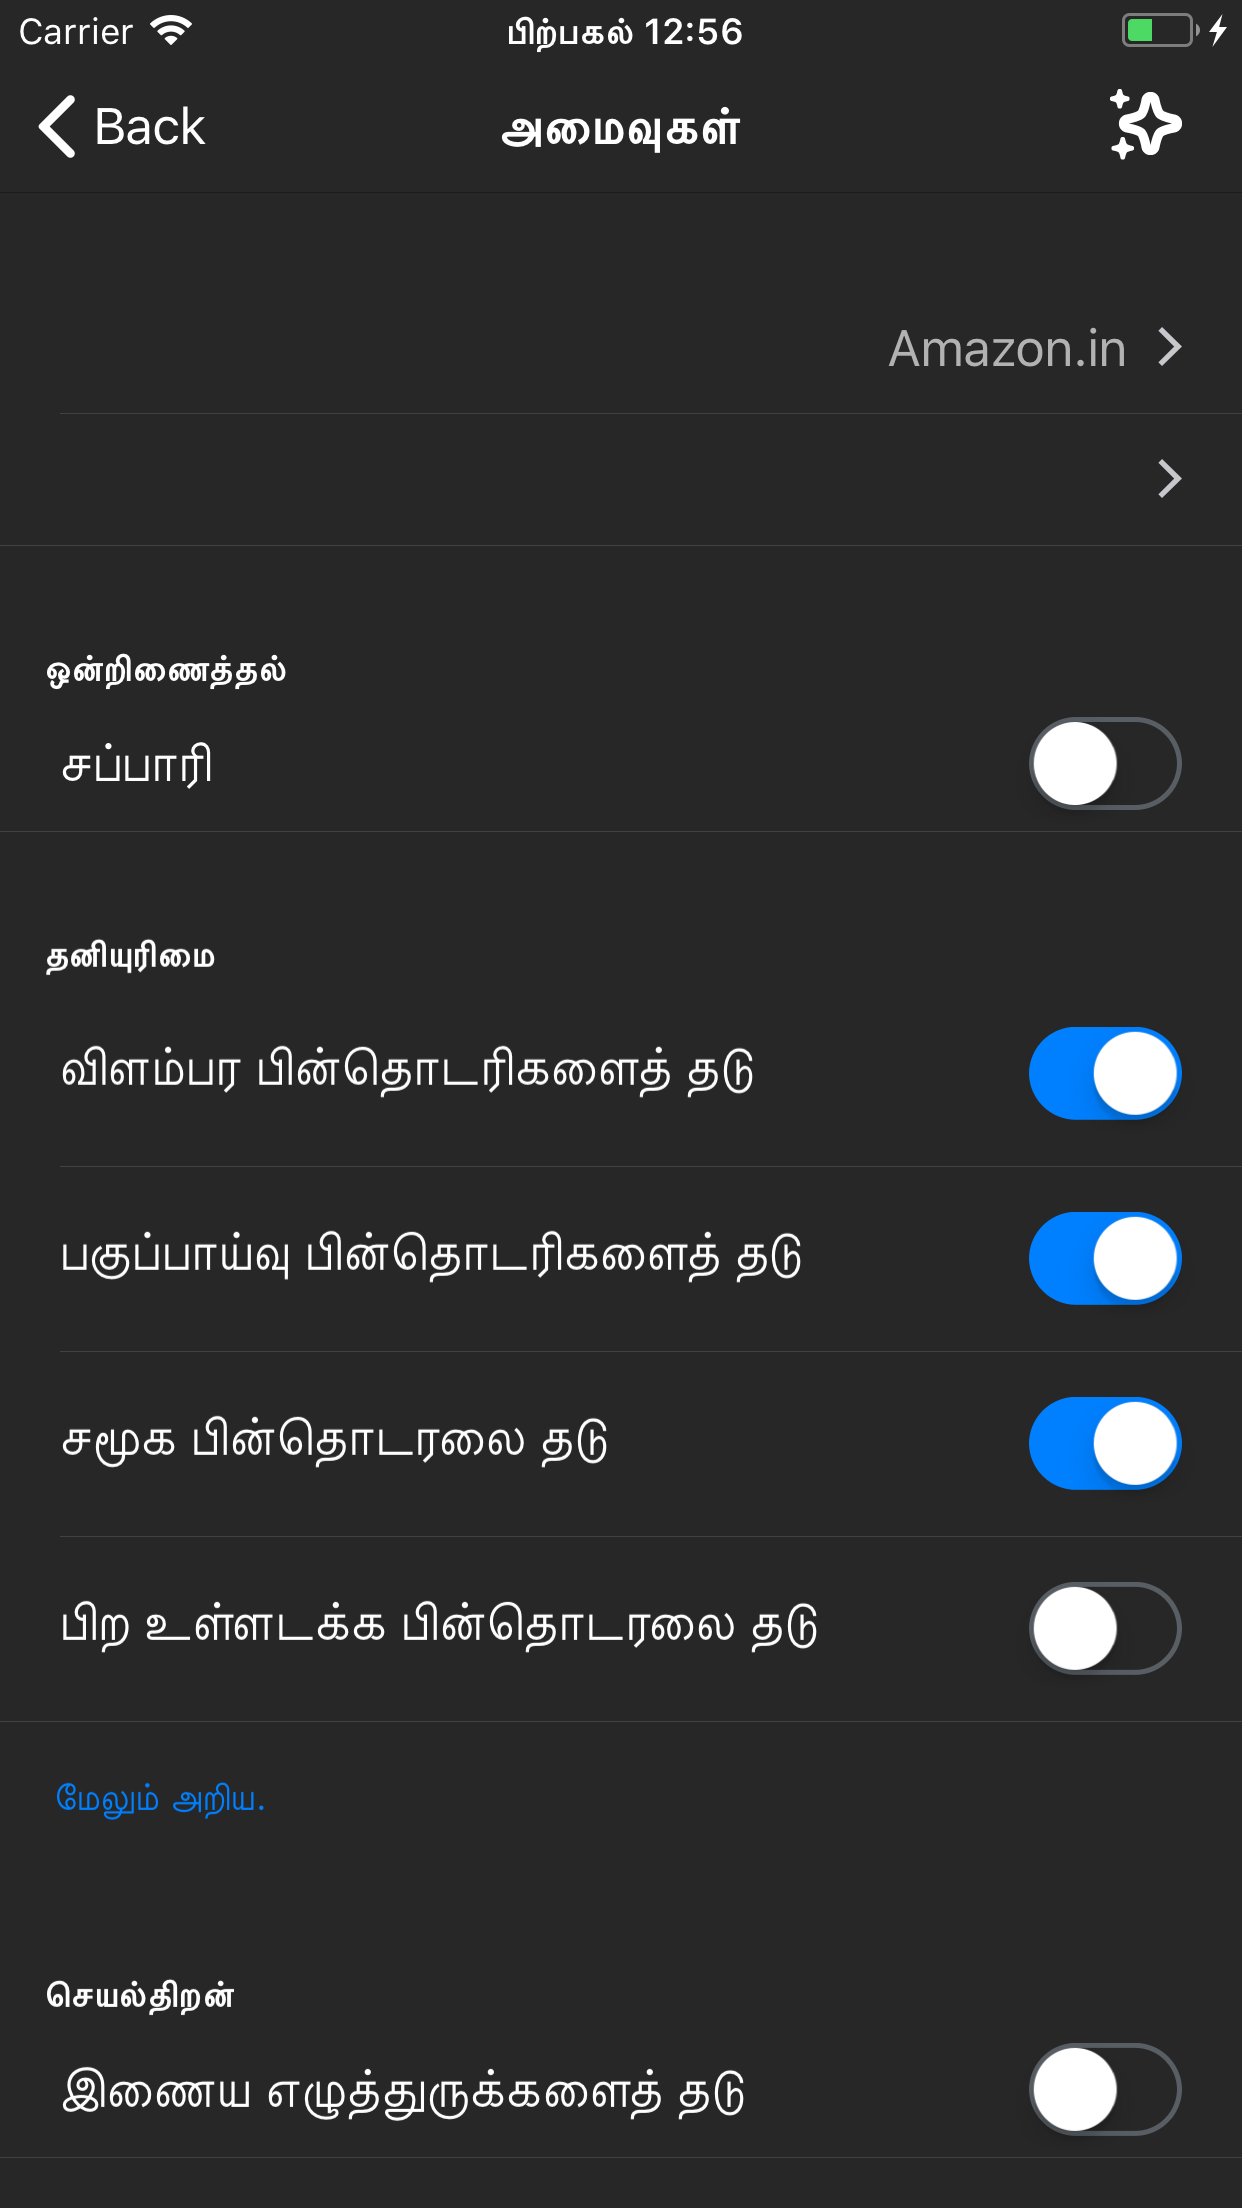 Carrier பிற்பகல் 12:56
Back அமைவுகள்
Amazon.in
ஒன்றிணைத்தல்
சப்பாரி
தனியுரிமை
விளம்பர பின்தொடரிகளைத் தடு
பகுப்பாய்வு பின்தொடரிகளைத் தடு
சமூக பின்தொடரலை தடு
பிற உள்ளடக்க பின்தொடரலை தடு
மேலும் அறிய.
செயல்திறன்
இணைய எழுத்துருக்களைத் தடு